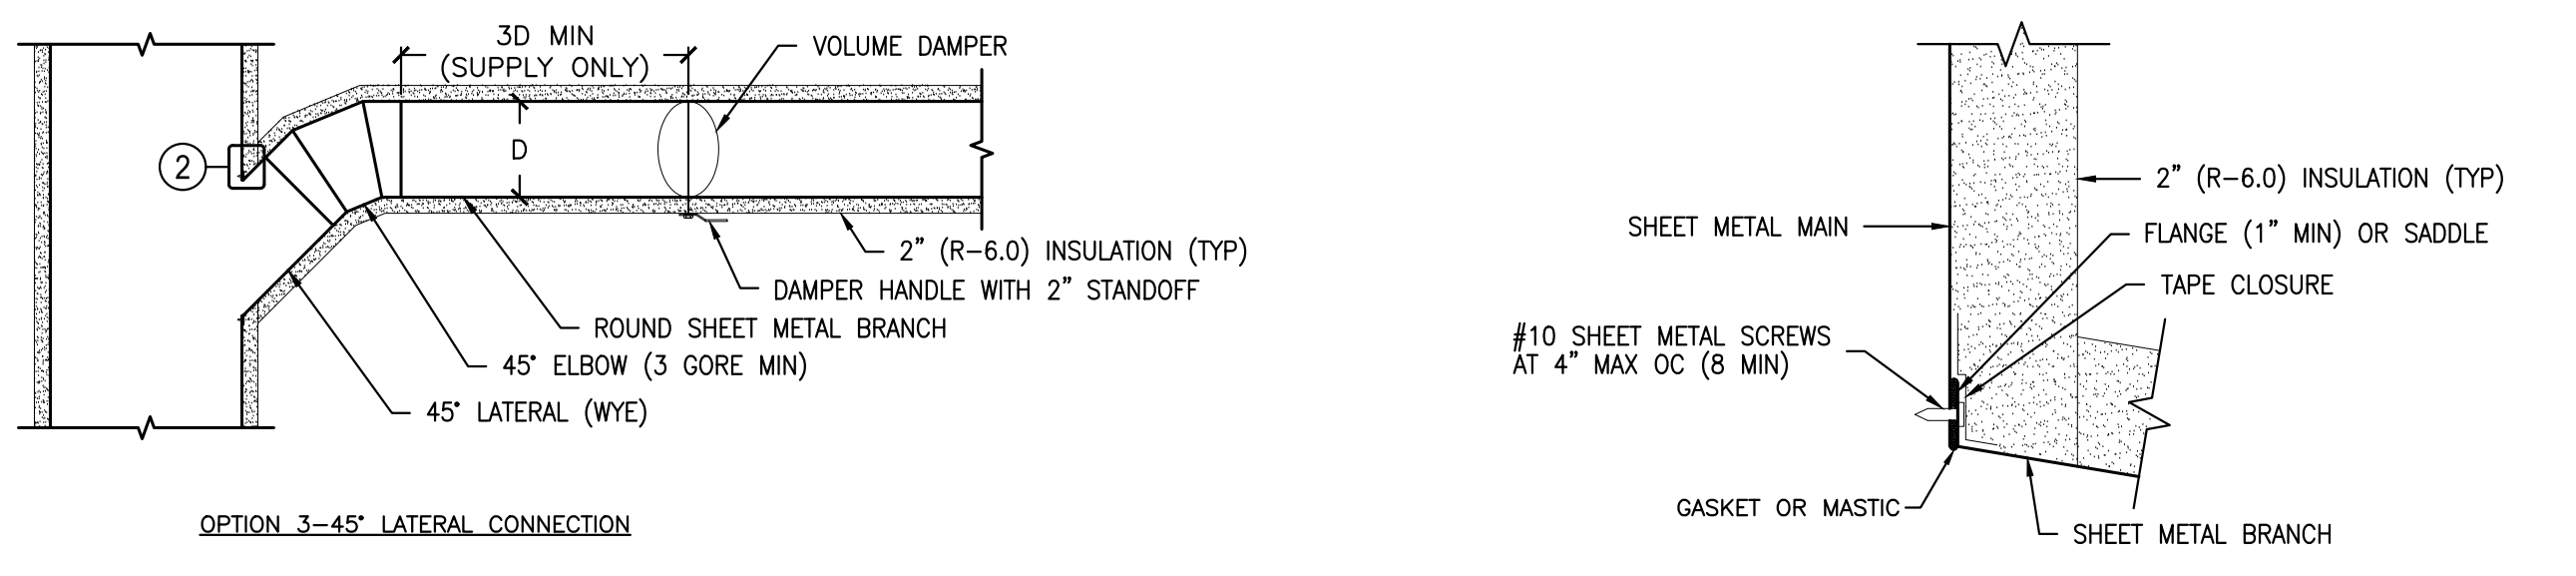 3D MIN
(SUPPLY ONLY)
VOLUME DAMPER
2
D
2" (R-6.0) INSULATION (TYP)
DAMPER HANDLE WITH 2" STANDOFF
ROUND SHEET METAL BRANCH
45° ELBOW (3 GORE MIN)
45° LATERAL (WYE)
OPTION 3-45° LATERAL CONNECTION
2" (R-6.0) INSULATION (TYP)
SHEET METAL MAIN
FLANGE (1" MIN) OR SADDLE
TAPE CLOSURE
#10 SHEET METAL SCREWS
AT 4" MAX OC (8 MIN)
GASKET OR MASTIC
SHEET METAL BRANCH